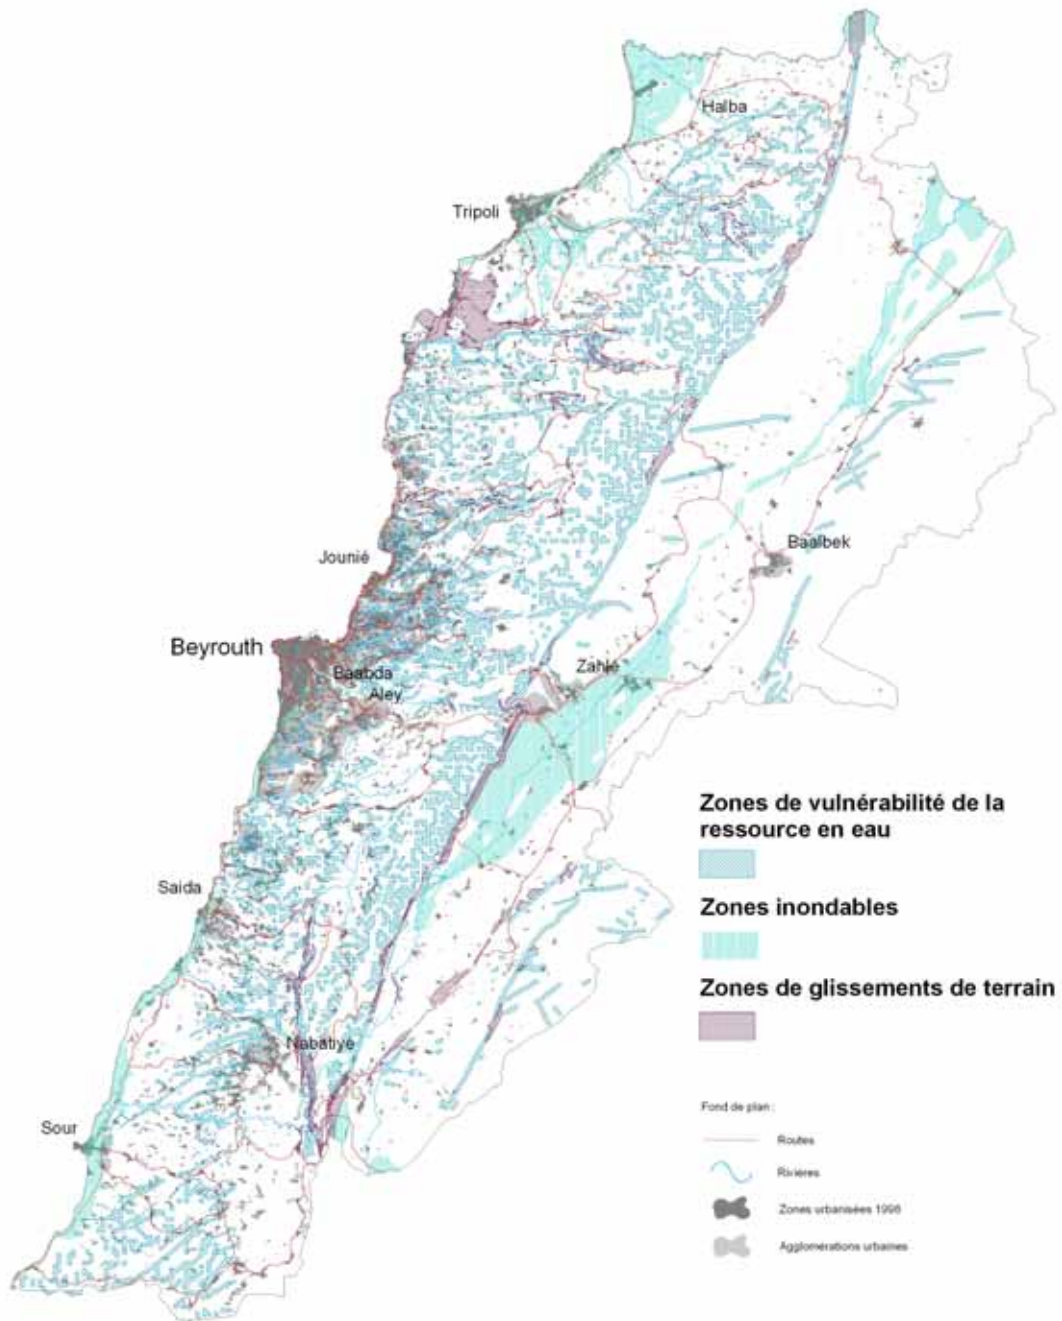 Halba
Tripoli
Jounié
Baalbek
Beyrouth
Baabda
Aley
Zahlé
Saida
Nabatiye
Sour
Zones de vulnérabilité de la
ressource en eau
Zones inondables
Zones de glissements de terrain
Fond de plan :
Routes
Rivières
Zones urbanisées 1998
Agglomérations urbaines